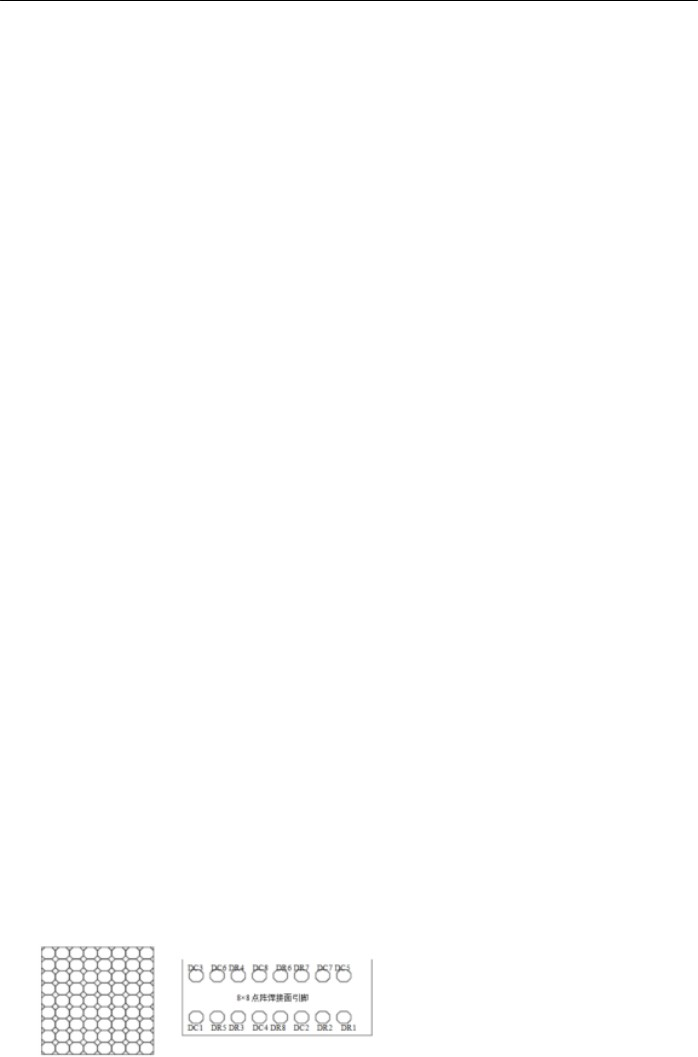 DC3 DC6 DR4 DC8 DR6 DR7 DC7 DC5
8×8 点阵焊接面引脚
DC1 DR5 DR3 DC4 DR8 DC2 DR2 DR1